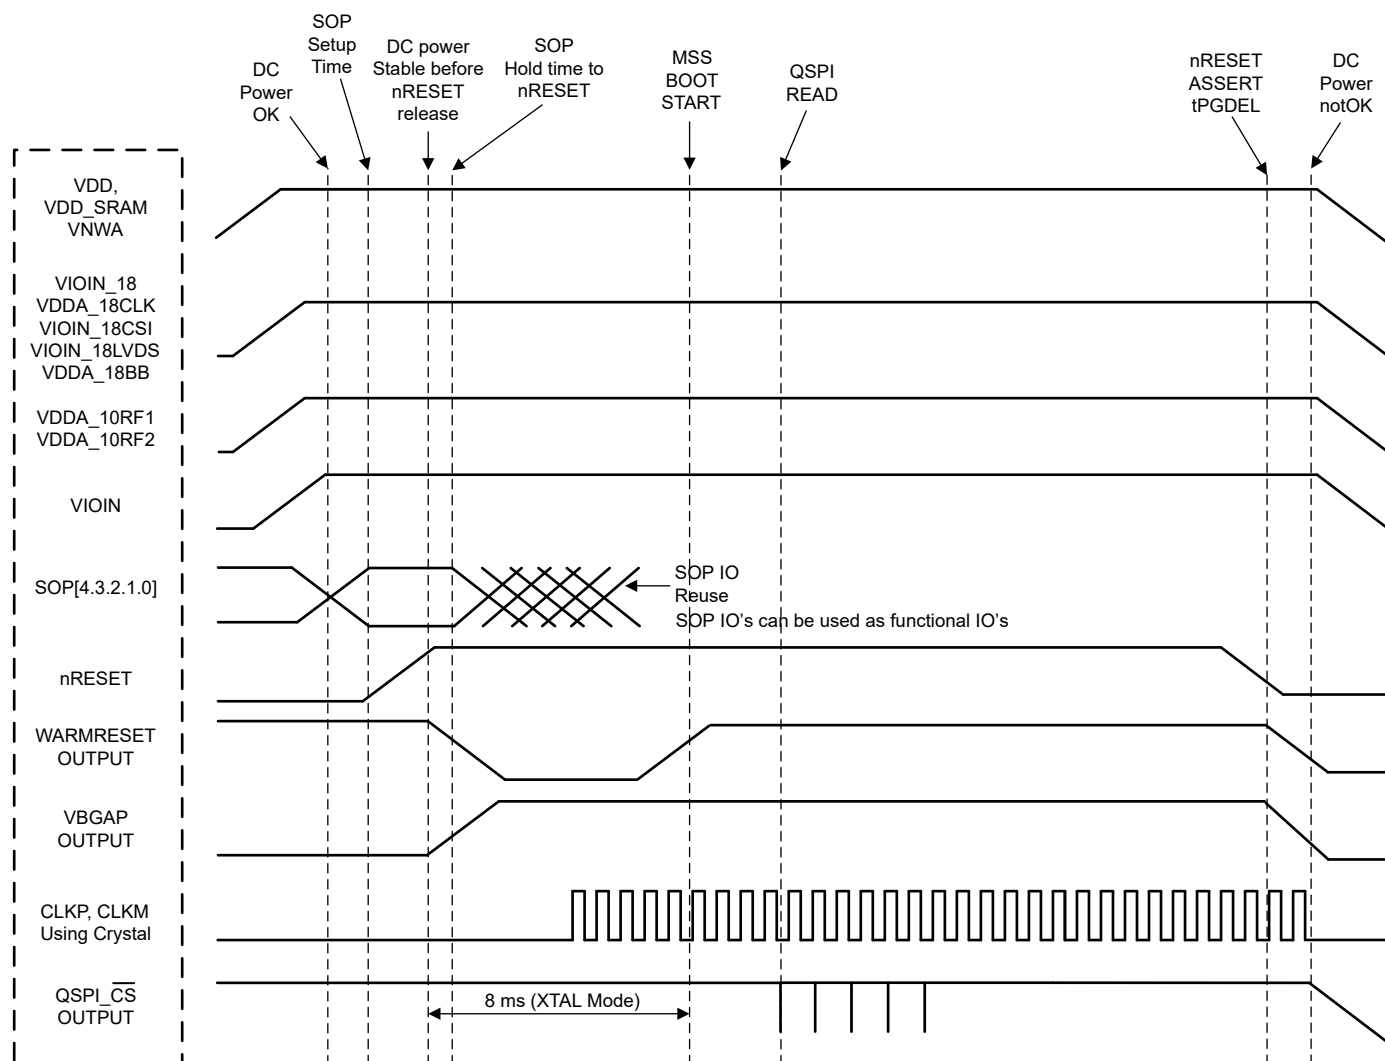 SOP
Setup
Time
DC
Power
OK
DC power
Stable before
nRESET
release
SOP
Hold time to
nRESET
MSS
BOOT
START
QSPI
READ
nRESET
ASSERT
tPGDEL
DC
Power
notOK
VDD,
VDD_SRAM
VNWA
VIOIN_18
VDDA_18CLK
VIOIN_18CSI
VIOIN_18LVDS
VDDA_18BB
VDDA_10RF1
VDDA_10RF2
VIOIN
SOP[4.3.2.1.0]
SOP IO
Reuse
SOP IO's can be used as functional IO's
nRESET
WARMRESET
OUTPUT
VBGAP
OUTPUT
CLKP, CLKM
Using Crystal
QSPI_CS
OUTPUT
8 ms (XTAL Mode)